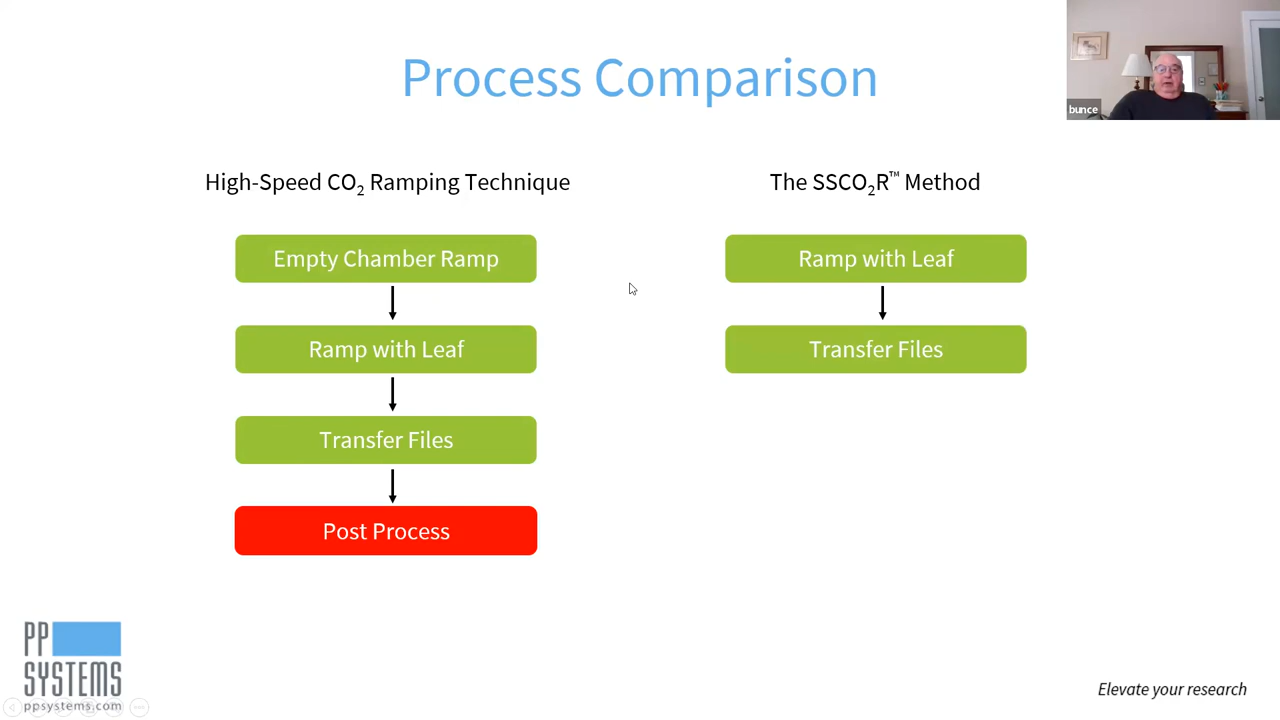 Process Comparison
bunce
High-Speed CO₂ Ramping Technique
Empty Chamber Ramp
Ramp with Leaf
Transfer Files
Post Process
The SSCO₂R™ Method
Ramp with Leaf
Transfer Files
PP
SYSTEMS
ppsystems.com
Elevate your research